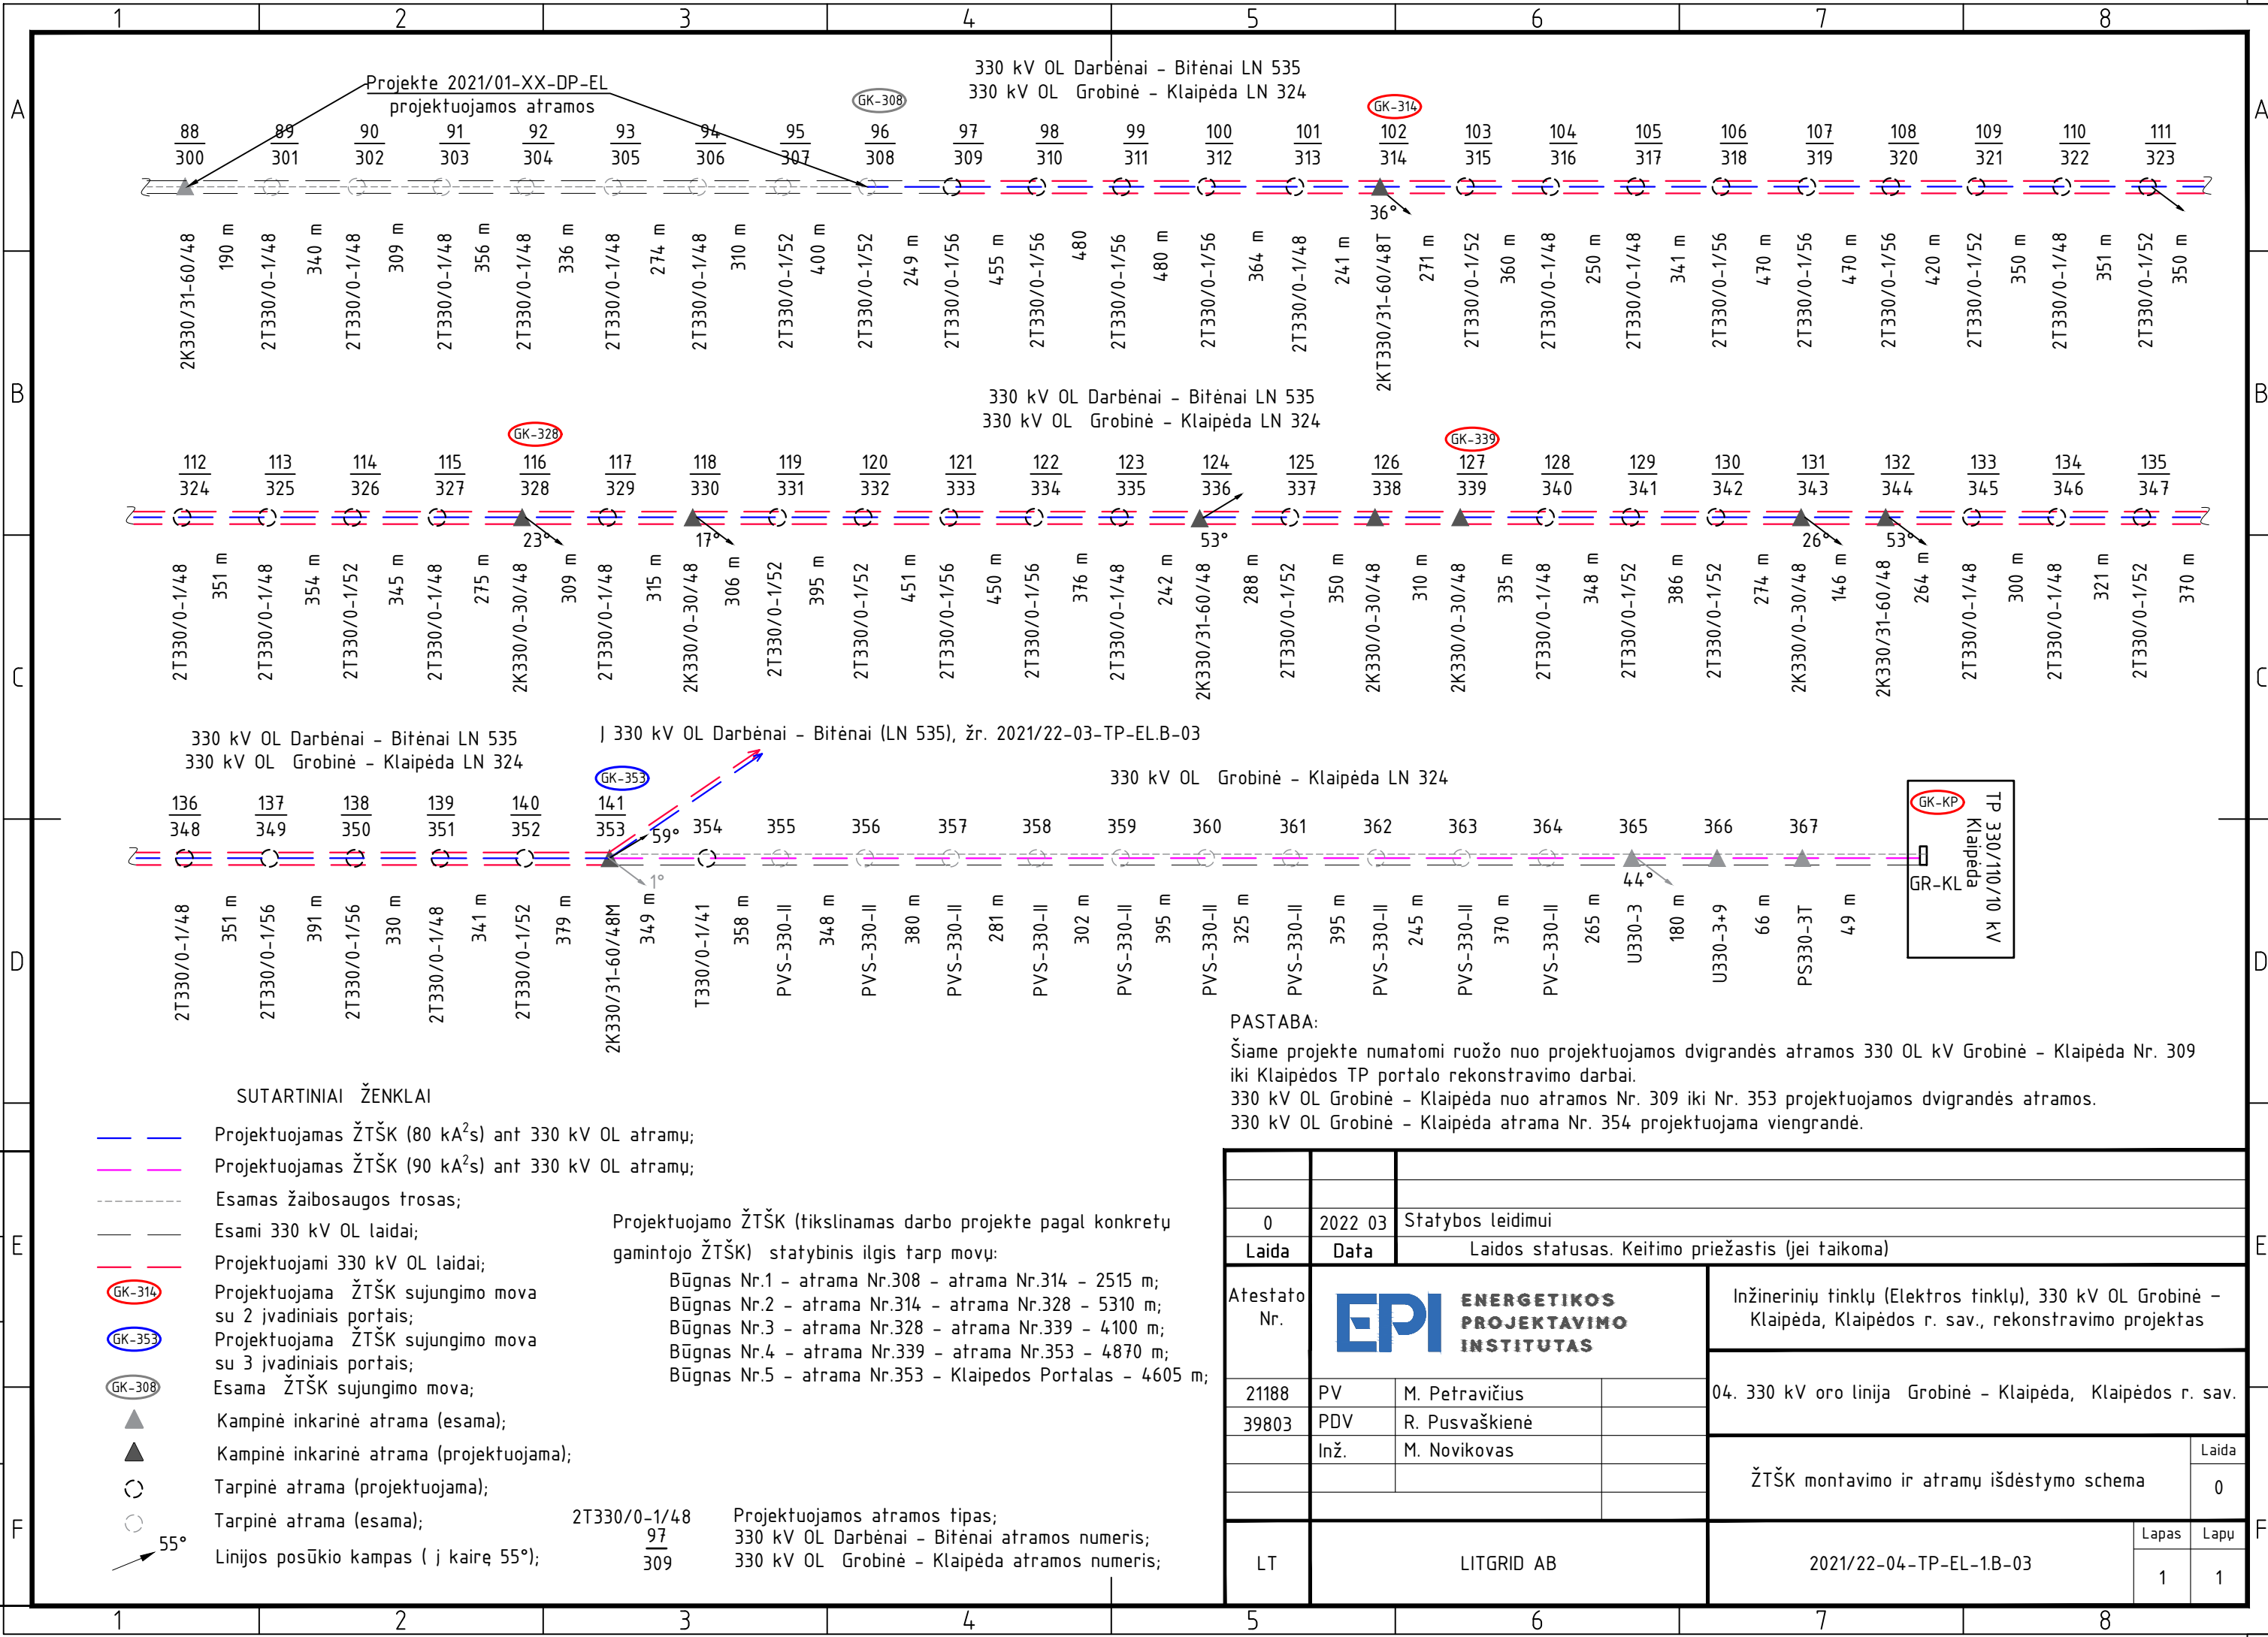 1 2 3 4 5 6 7 8
A A
B B
C C
D D
E E
F F
Projekte 2021/01-XX-DP-EL
projektuojamos atramos
330 kV OL Darbėnai - Bitėnai LN 535
330 kV OL Grobinė - Klaipėda LN 324
GK-308 GK-314
88 89 90 91 92 93 94 95 96 97 98 99 100 101 102 103 104 105 106 107 108 109 110 111
300 301 302 303 304 305 306 307 308 309 310 311 312 313 314 315 316 317 318 319 320 321 322 323
36°
2K330/31-60/48
190 m
2T330/0-1/48
340 m
2T330/0-1/48
309 m
2T330/0-1/48
356 m
2T330/0-1/48
336 m
2T330/0-1/48
274 m
2T330/0-1/48
310 m
2T330/0-1/52
400 m
2T330/0-1/52
249 m
2T330/0-1/56
455 m
2T330/0-1/56
480
2T330/0-1/56
480 m
2T330/0-1/56
364 m
2T330/0-1/48
241 m
2KT330/31-60/48T
271 m
2T330/0-1/52
360 m
2T330/0-1/48
250 m
2T330/0-1/48
341 m
2T330/0-1/56
470 m
2T330/0-1/56
470 m
2T330/0-1/56
420 m
2T330/0-1/52
350 m
2T330/0-1/48
351 m
2T330/0-1/52
350 m
330 kV OL Darbėnai - Bitėnai LN 535
330 kV OL Grobinė - Klaipėda LN 324
GK-328 GK-339
112 113 114 115 116 117 118 119 120 121 122 123 124 125 126 127 128 129 130 131 132 133 134 135
324 325 326 327 328 329 330 331 332 333 334 335 336 337 338 339 340 341 342 343 344 345 346 347
23° 17° 53° 26° 53°
2T330/0-1/48
351 m
2T330/0-1/48
354 m
2T330/0-1/52
345 m
2T330/0-1/48
275 m
2K330/0-30/48
309 m
2T330/0-1/48
315 m
2K330/0-30/48
306 m
2T330/0-1/52
395 m
2T330/0-1/52
451 m
2T330/0-1/56
450 m
2T330/0-1/56
376 m
2T330/0-1/48
242 m
2K330/31-60/48
288 m
2T330/0-1/52
350 m
2K330/0-30/48
310 m
2K330/0-30/48
335 m
2T330/0-1/48
348 m
2T330/0-1/52
386 m
2T330/0-1/52
274 m
2K330/0-30/48
146 m
2K330/31-60/48
264 m
2T330/0-1/48
300 m
2T330/0-1/48
321 m
2T330/0-1/52
370 m
330 kV OL Darbėnai - Bitėnai LN 535
330 kV OL Grobinė - Klaipėda LN 324
Į 330 kV OL Darbėnai - Bitėnai (LN 535), žr. 2021/22-03-TP-EL.B-03
GK-353
330 kV OL Grobinė - Klaipėda LN 324
136 137 138 139 140 141
348 349 350 351 352 353 354 355 356 357 358 359 360 361 362 363 364 365 366 367
59°
1°
44°
GK-KP
TP 330/110/10 kV
Klaipėda
GR-KL
2T330/0-1/48
351 m
2T330/0-1/56
391 m
2T330/0-1/56
330 m
2T330/0-1/48
341 m
2T330/0-1/52
379 m
2K330/31-60/48M
349 m
T330/0-1/41
358 m
PVS-330-II
348 m
PVS-330-II
380 m
PVS-330-II
281 m
PVS-330-II
302 m
PVS-330-II
395 m
PVS-330-II
325 m
PVS-330-II
395 m
PVS-330-II
245 m
PVS-330-II
370 m
PVS-330-II
265 m
U330-3
180 m
U330-3+9
66 m
PS330-3T
49 m
PASTABA:
Šiame projekte numatomi ruožo nuo projektuojamos dvigrandės atramos 330 OL kV Grobinė - Klaipėda Nr. 309
iki Klaipėdos TP portalo rekonstravimo darbai.
330 kV OL Grobinė - Klaipėda nuo atramos Nr. 309 iki Nr. 353 projektuojamos dvigrandės atramos.
330 kV OL Grobinė - Klaipėda atrama Nr. 354 projektuojama viengrandė.
SUTARTINIAI ŽENKLAI
Projektuojamas ŽTŠK (80 kA²s) ant 330 kV OL atramų;
Projektuojamas ŽTŠK (90 kA²s) ant 330 kV OL atramų;
Esamas žaibosaugos trosas;
Esami 330 kV OL laidai;
Projektuojami 330 kV OL laidai;
GK-314 Projektuojama ŽTŠK sujungimo mova
su 2 įvadiniais portais;
GK-353 Projektuojama ŽTŠK sujungimo mova
su 3 įvadiniais portais;
GK-308 Esama ŽTŠK sujungimo mova;
Kampinė inkarinė atrama (esama);
Kampinė inkarinė atrama (projektuojama);
Tarpinė atrama (projektuojama);
Tarpinė atrama (esama);
55° Linijos posūkio kampas ( į kairę 55°);
Projektuojamo ŽTŠK (tikslinamas darbo projekte pagal konkretų
gamintojo ŽTŠK) statybinis ilgis tarp movų:
Būgnas Nr.1 - atrama Nr.308 - atrama Nr.314 - 2515 m;
Būgnas Nr.2 - atrama Nr.314 - atrama Nr.328 - 5310 m;
Būgnas Nr.3 - atrama Nr.328 - atrama Nr.339 - 4100 m;
Būgnas Nr.4 - atrama Nr.339 - atrama Nr.353 - 4870 m;
Būgnas Nr.5 - atrama Nr.353 - Klaipedos Portalas - 4605 m;
2T330/0-1/48 Projektuojamos atramos tipas;
97 330 kV OL Darbėnai - Bitėnai atramos numeris;
309 330 kV OL Grobinė - Klaipėda atramos numeris;
0 2022 03 Statybos leidimui
Laida Data Laidos statusas. Keitimo priežastis (jei taikoma)
Atestato
Nr.
EPI ENERGETIKOS
PROJEKTAVIMO
INSTITUTAS
Inžinerinių tinklų (Elektros tinklų), 330 kV OL Grobinė -
Klaipėda, Klaipėdos r. sav., rekonstravimo projektas
21188 PV M. Petravičius
39803 PDV R. Pusvaškienė
Inž. M. Novikovas
04. 330 kV oro linija Grobinė - Klaipėda, Klaipėdos r. sav.
ŽTŠK montavimo ir atramų išdėstymo schema
Laida
0
LT LITGRID AB 2021/22-04-TP-EL-1.B-03
Lapas Lapų
1 1
1 2 3 4 5 6 7 8